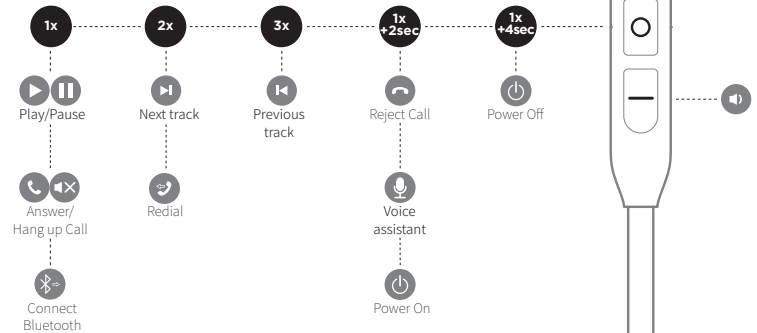 1x
2x
3x
1x
+2sec
1x
+4sec
Play/Pause
Next track
Previous
track
Reject Call
Power Off
Answer/
Hang up Call
Redial
Voice
assistant
Connect
Bluetooth
Power On